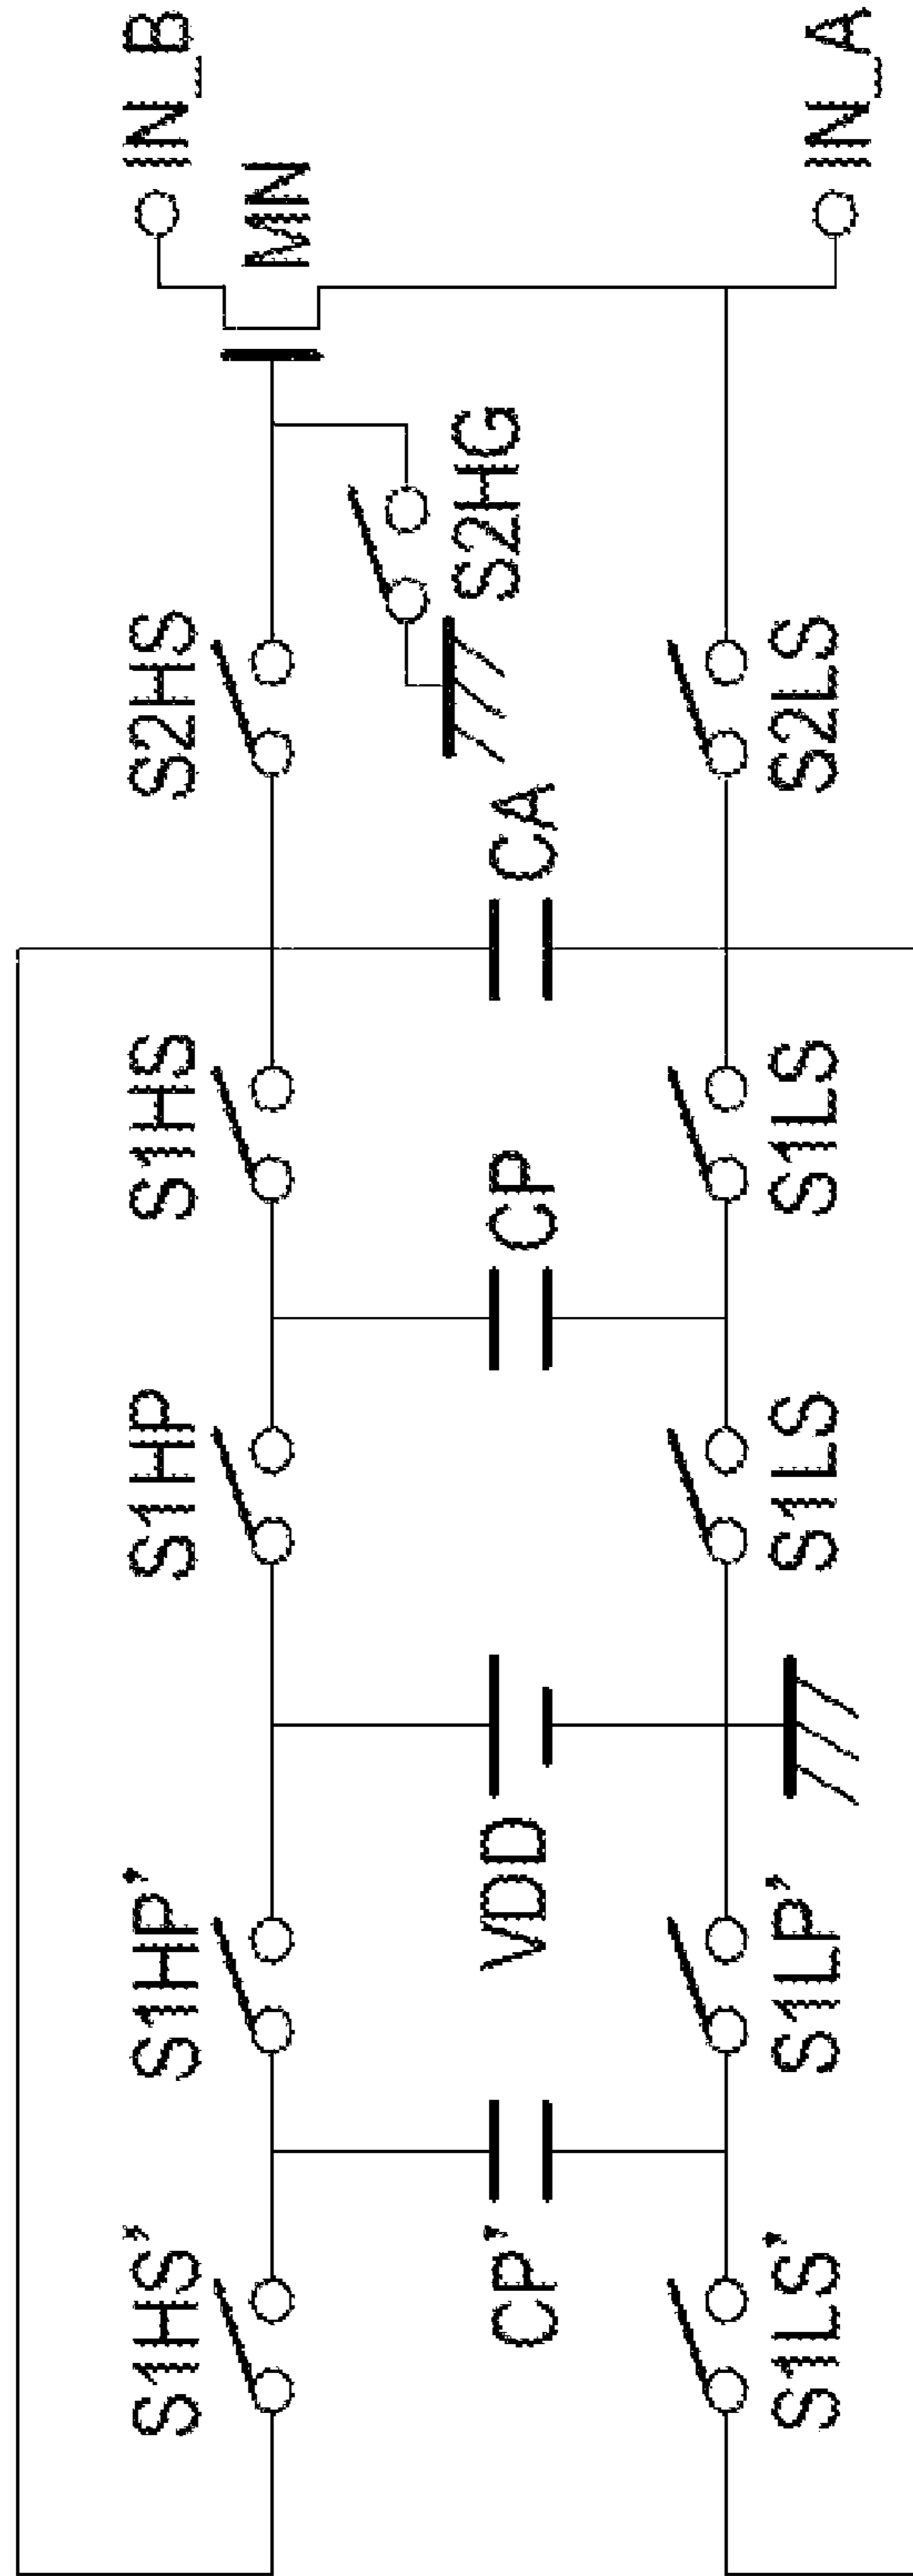 S1HS' S1HP' S1HP S1HS S2HS IN_B
MN
CP' VDD CP CA S2HG
S1LS' S1LP' S1LS S1LS S2LS IN_A